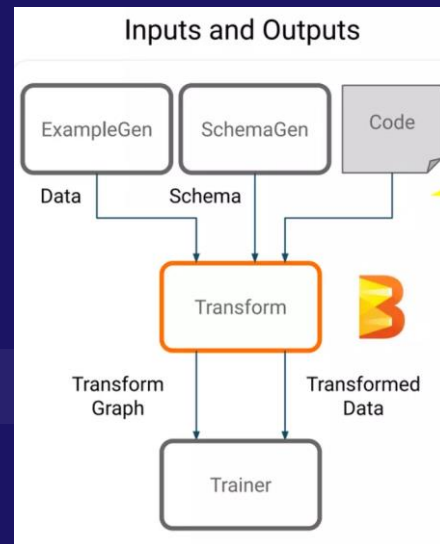 Inputs and Outputs
ExampleGen
SchemaGen
Code
Data
Schema
Transform
Transform
Graph
Transformed
Data
Trainer